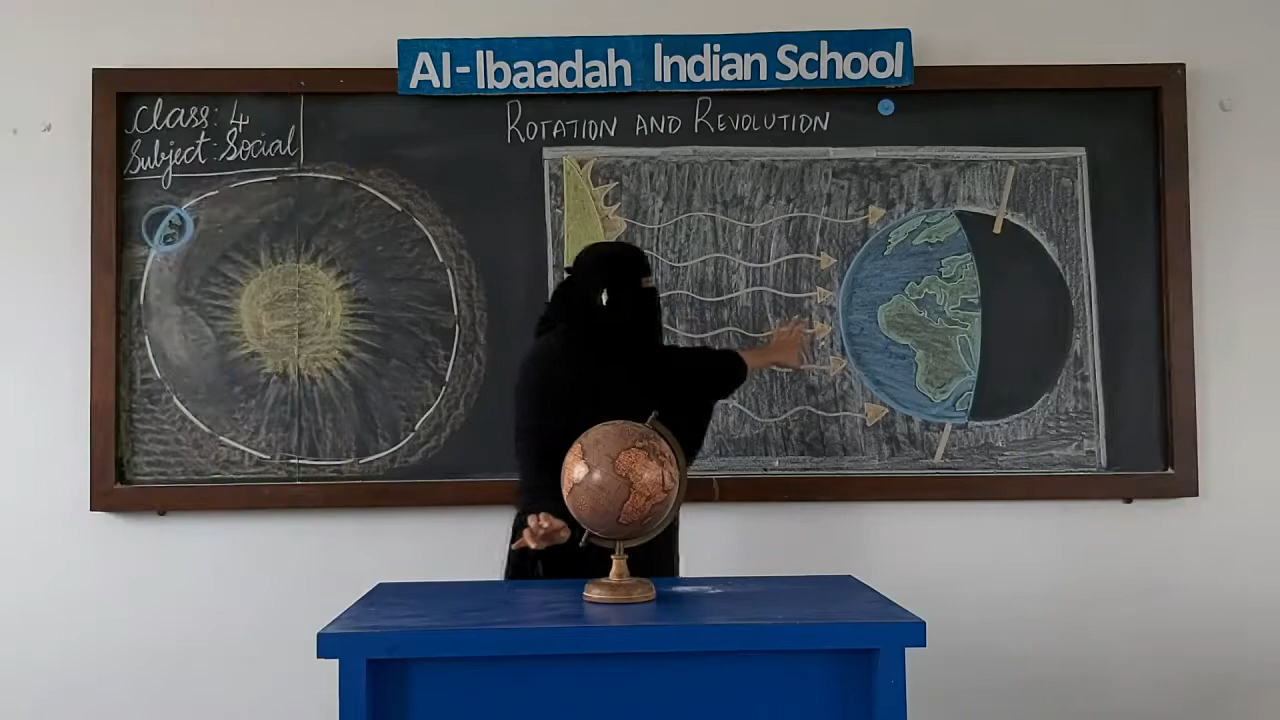 Al-Ibaadah Indian School
Class: 4
Subject: Social
ROTATION AND REVOLUTION